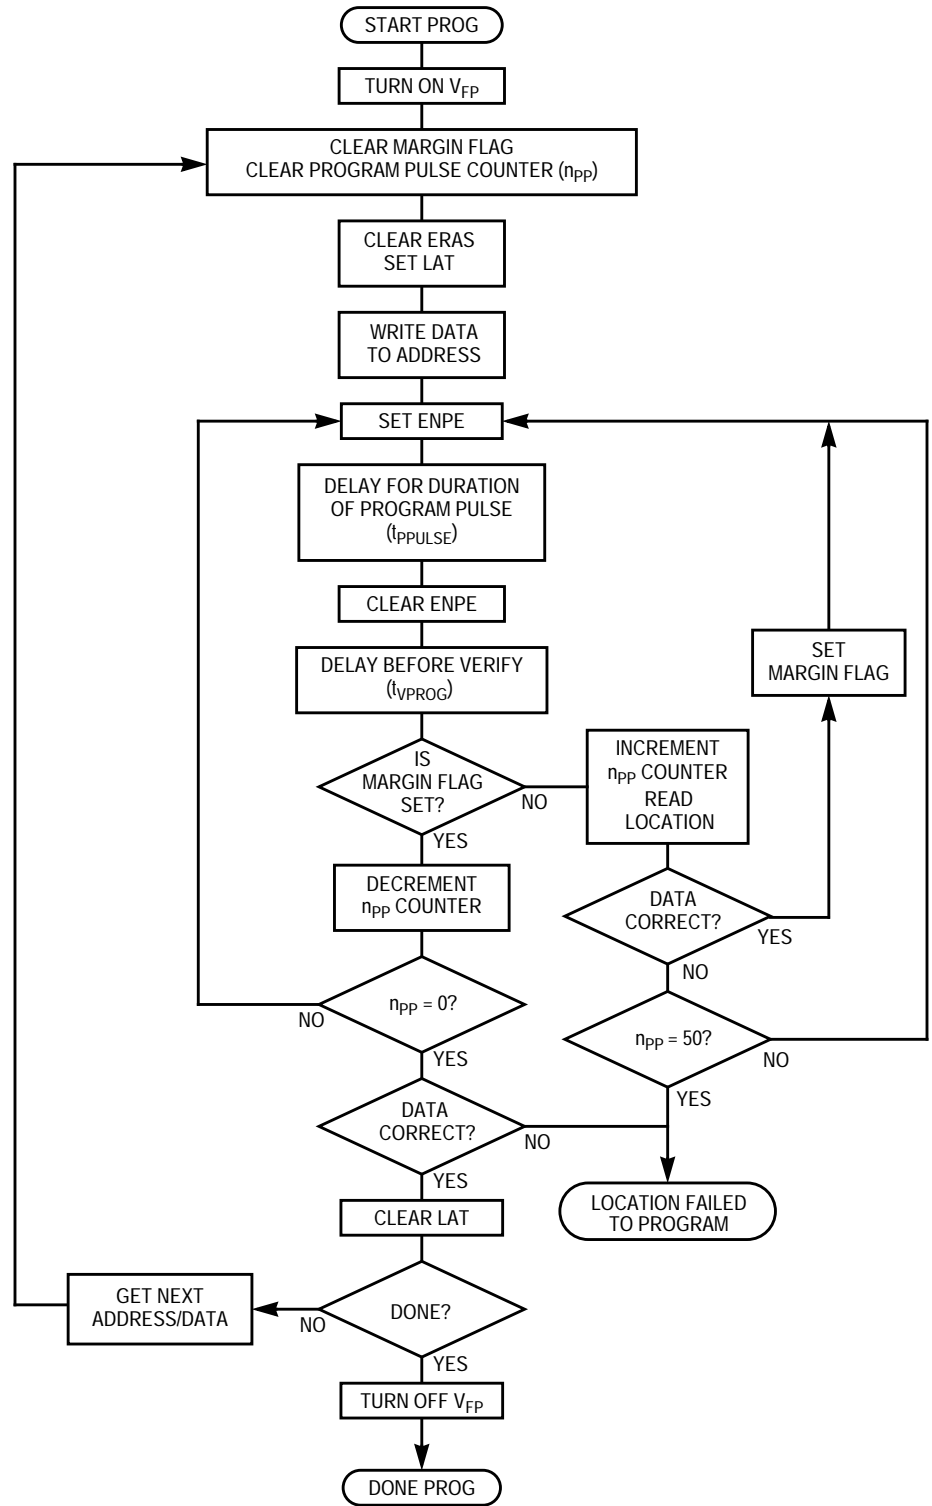 START PROG
TURN ON VFP
CLEAR MARGIN FLAG
CLEAR PROGRAM PULSE COUNTER (nPP)
CLEAR ERAS
SET LAT
WRITE DATA
TO ADDRESS
SET ENPE
DELAY FOR DURATION
OF PROGRAM PULSE
(tPPULSE)
CLEAR ENPE
DELAY BEFORE VERIFY
(tVPROG)
SET
MARGIN FLAG
IS
MARGIN FLAG
SET?
NO
YES
INCREMENT
nPP COUNTER
READ
LOCATION
DECREMENT
nPP COUNTER
DATA
CORRECT?
YES
NO
nPP = 0?
NO
YES
nPP = 50?
NO
YES
DATA
CORRECT?
NO
YES
LOCATION FAILED
TO PROGRAM
CLEAR LAT
GET NEXT
ADDRESS/DATA
DONE?
NO
YES
TURN OFF VFP
DONE PROG